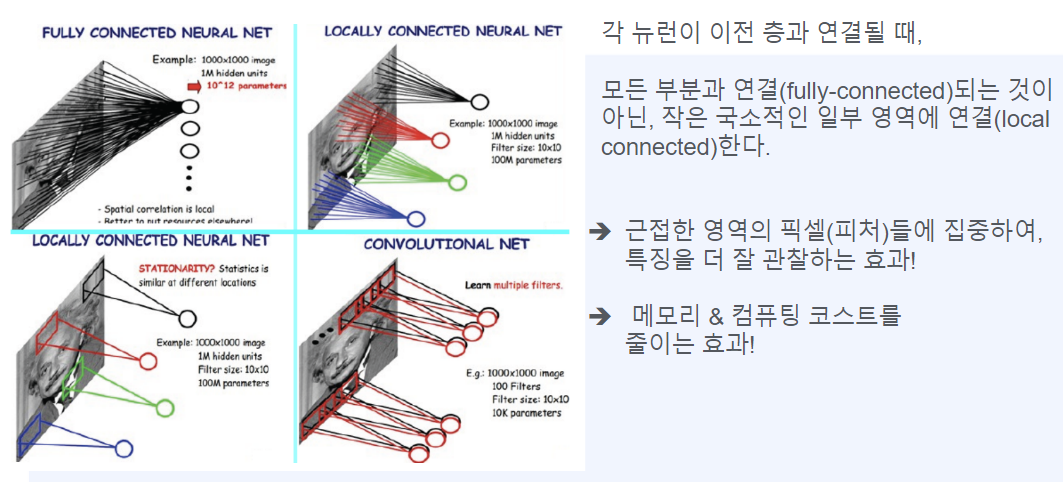 FULLY CONNECTED NEURAL NET
Example: 1000x1000 image
1M hidden units
10^12 parameters
- Spatial correlation is local
- Better to put resources elsewhere!
LOCALLY CONNECTED NEURAL NET
Example: 1000x1000 image
1M hidden units
Filter size: 10x10
100M parameters
LOCALLY CONNECTED NEURAL NET
STATIONARITY? Statistics is
similar at different locations
Example: 1000x1000 image
1M hidden units
Filter size: 10x10
100M parameters
CONVOLUTIONAL NET
Learn multiple filters.
E.g.: 1000x1000 image
100 Filters
Filter size: 10x10
10K parameters
각 뉴런이 이전 층과 연결될 때,
모든 부분과 연결(fully-connected)되는 것이
아닌, 작은 국소적인 일부 영역에 연결(local
connected)한다.
➔ 근접한 영역의 픽셀(피처)들에 집중하여,
특징을 더 잘 관찰하는 효과!
➔ 메모리 & 컴퓨팅 코스트를
줄이는 효과!